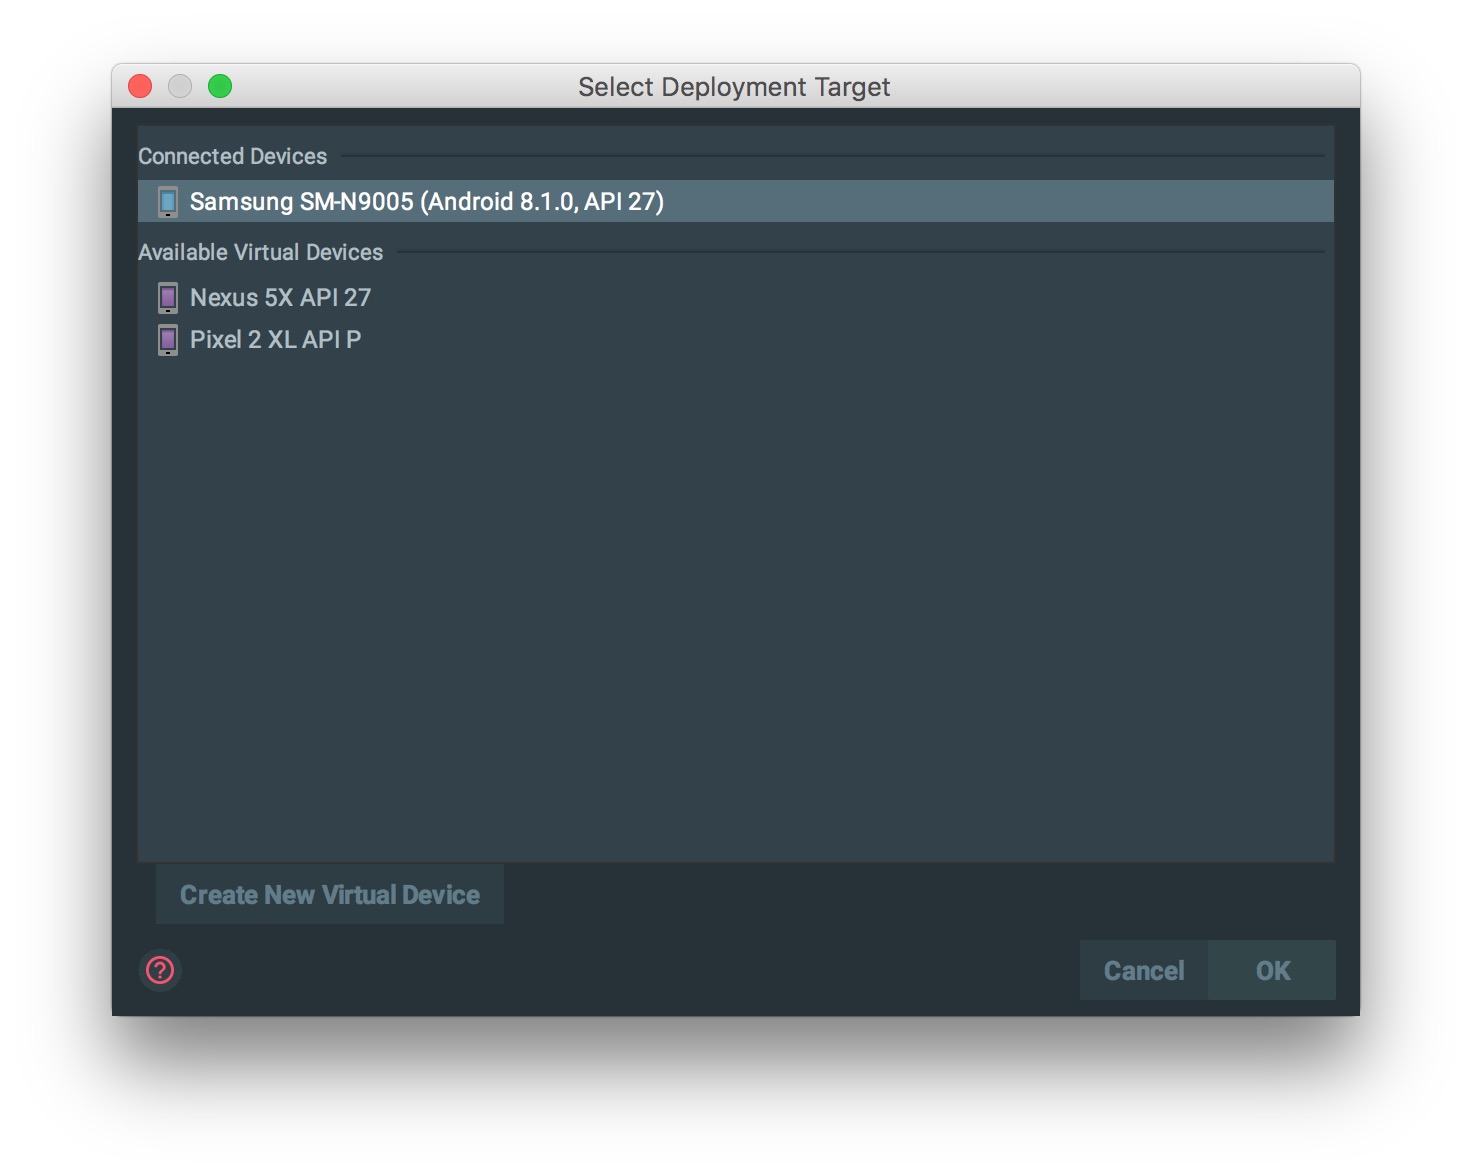 Select Deployment Target
Connected Devices
Samsung SM-N9005 (Android 8.1.0, API 27)
Available Virtual Devices
Nexus 5X API 27
Pixel 2 XL API P
Create New Virtual Device
?
Cancel OK